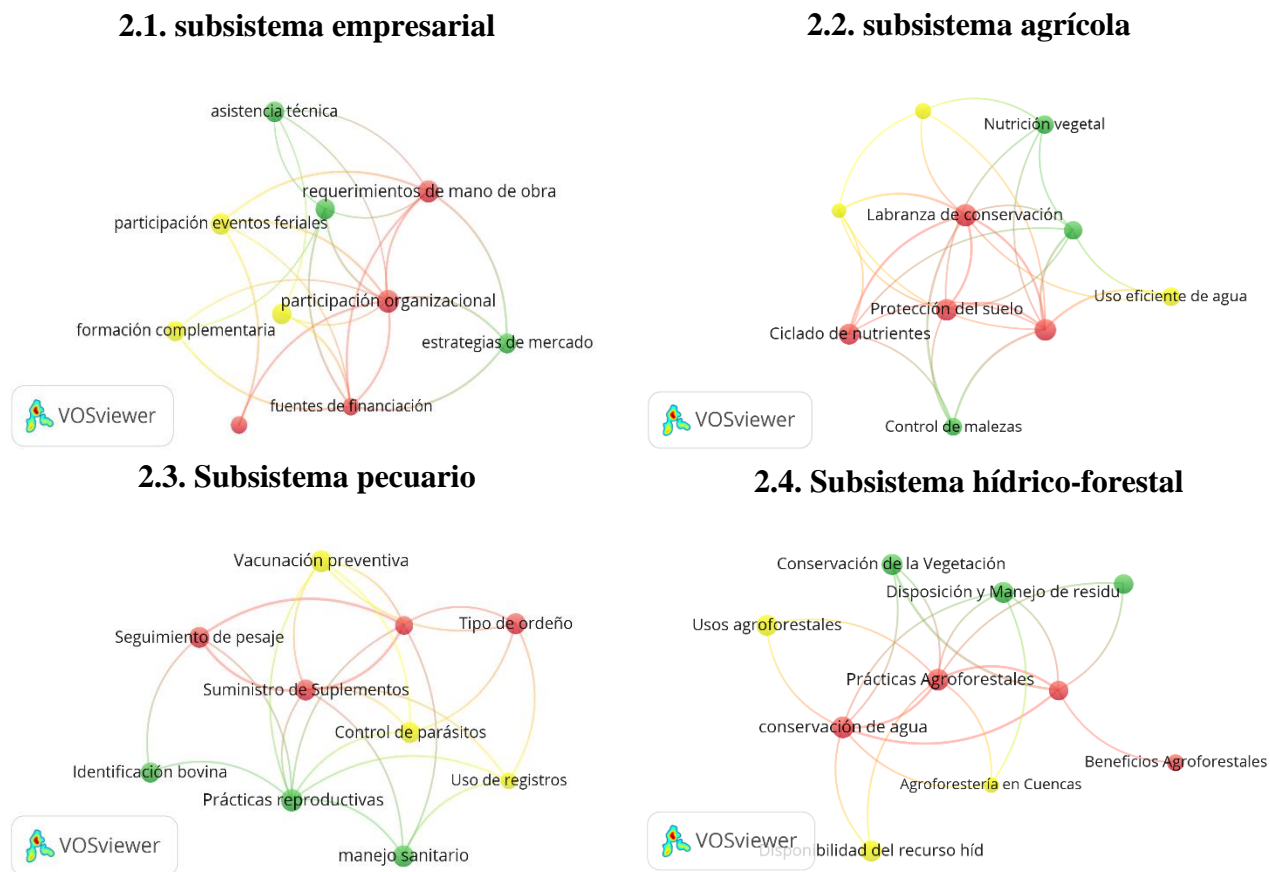 2.1. subsistema empresarial
asistencia técnica
requerimientos de mano de obra
participación eventos feriales
participación organizacional
formación complementaria
estrategias de mercado
fuentes de financiación
VOSviewer
2.2. subsistema agrícola
Nutrición vegetal
Labranza de conservación
Uso eficiente de agua
Protección del suelo
Ciclado de nutrientes
Control de malezas
VOSviewer
2.3. Subsistema pecuario
Vacunación preventiva
Tipo de ordeño
Seguimiento de pesaje
Suministro de Suplementos
Control de parásitos
Identificación bovina
Uso de registros
Prácticas reproductivas
manejo sanitario
VOSviewer
2.4. Subsistema hídrico-forestal
Conservación de la Vegetación
Disposición y Manejo de residu
Usos agroforestales
Prácticas Agroforestales
conservación de agua
Beneficios Agroforestales
Agroforestería en Cuencas
VOSviewer
Disponibilidad del recurso híd